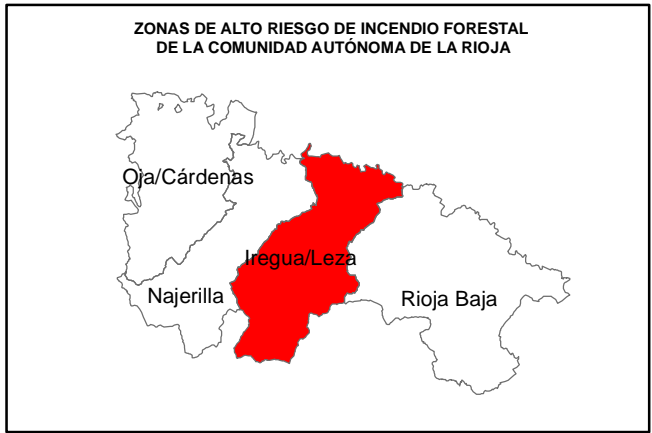 ZONAS DE ALTO RIESGO DE INCENDIO FORESTAL
DE LA COMUNIDAD AUTÓNOMA DE LA RIOJA
Oja/Cárdenas
Iregua/Leza
Najerilla
Rioja Baja